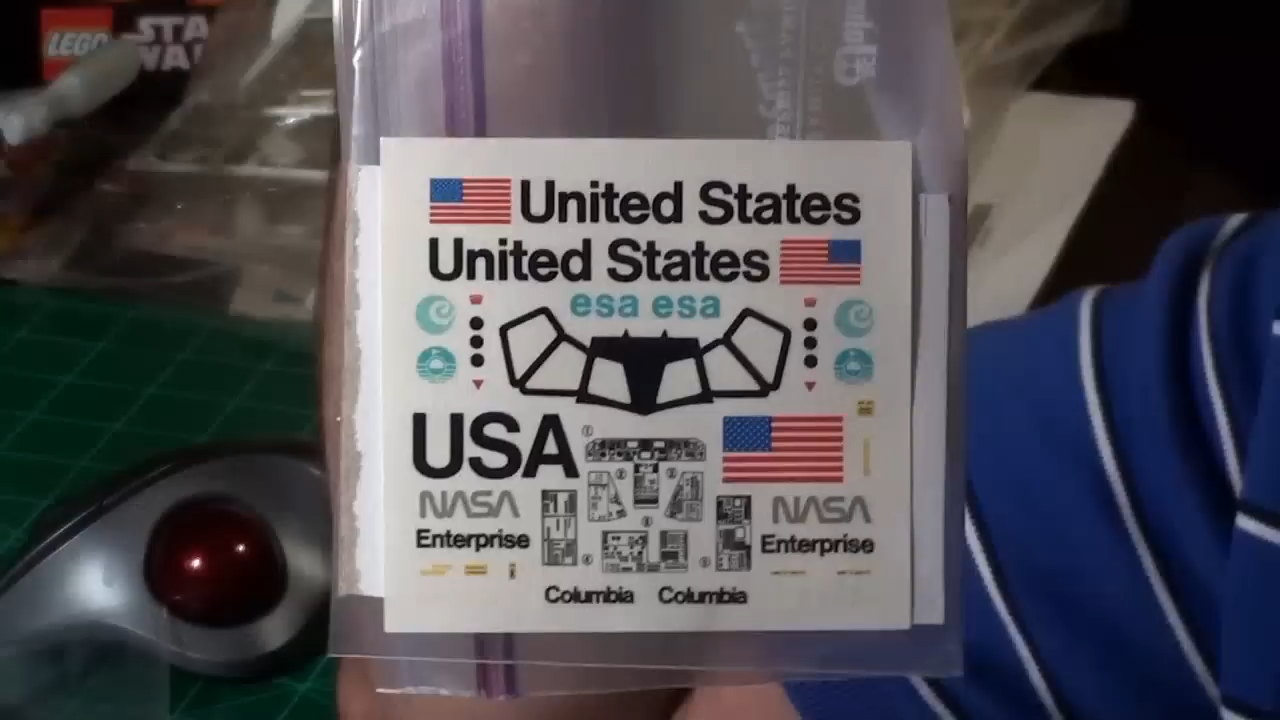 LEGO STAR WA
United States
United States
esa esa
USA
NASA
NASA
Enterprise
Enterprise
Columbia Columbia